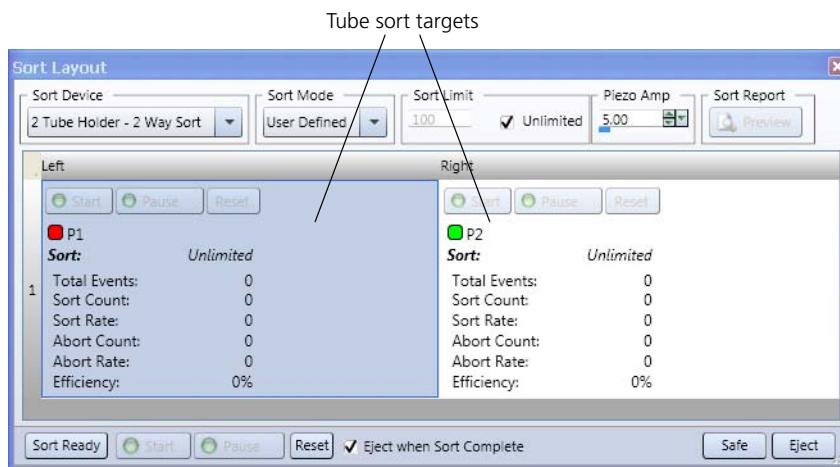 Tube sort targets
Sort Layout
Sort Device
Sort Mode
Sort Limit
Piezo Amp
Sort Report
2 Tube Holder - 2 Way Sort
User Defined
100
Unlimited
5.00
Preview
Left
Right
Start Pause Reset
Start Pause Reset
P1
P2
Sort: Unlimited
Sort: Unlimited
1
Total Events: 0
Total Events: 0
Sort Count: 0
Sort Count: 0
Sort Rate: 0
Sort Rate: 0
Abort Count: 0
Abort Count: 0
Abort Rate: 0
Abort Rate: 0
Efficiency: 0%
Efficiency: 0%
Sort Ready Start Pause Reset Eject when Sort Complete Safe Eject